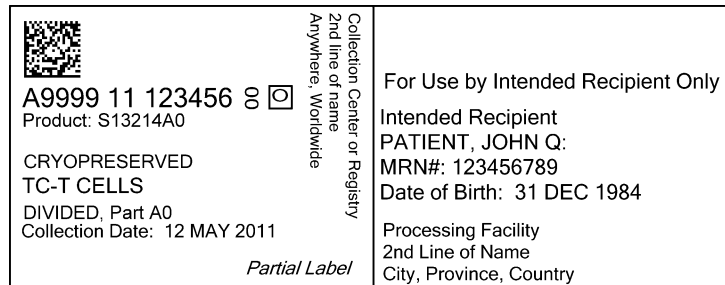 A9999 11 123456 00 O
Product: S13214A0
CRYOPRESERVED
TC-T CELLS
DIVIDED, Part A0
Collection Date: 12 MAY 2011
Partial Label
Collection Center or Registry
2nd line of name
Anywhere, Worldwide
For Use by Intended Recipient Only
Intended Recipient
PATIENT, JOHN Q:
MRN#: 123456789
Date of Birth: 31 DEC 1984
Processing Facility
2nd Line of Name
City, Province, Country